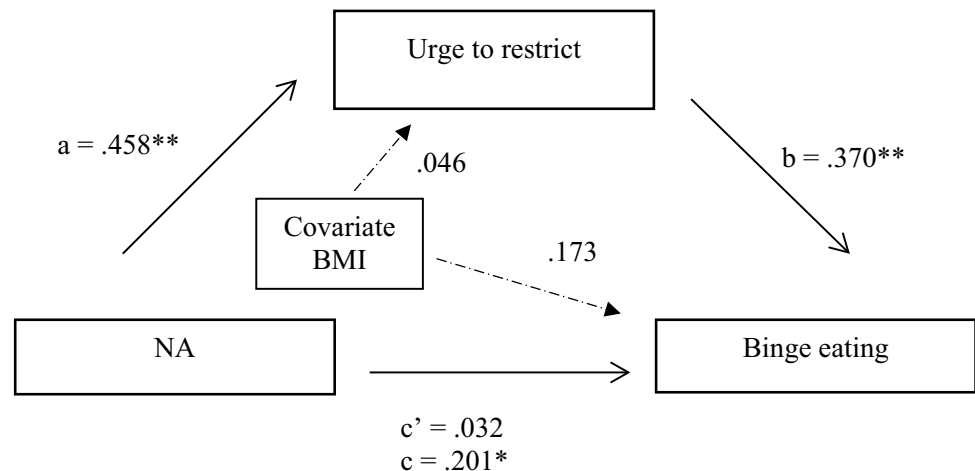 Urge to restrict
a = .458**
.046
b = .370**
Covariate
BMI
.173
NA
Binge eating
c’ = .032
c = .201*